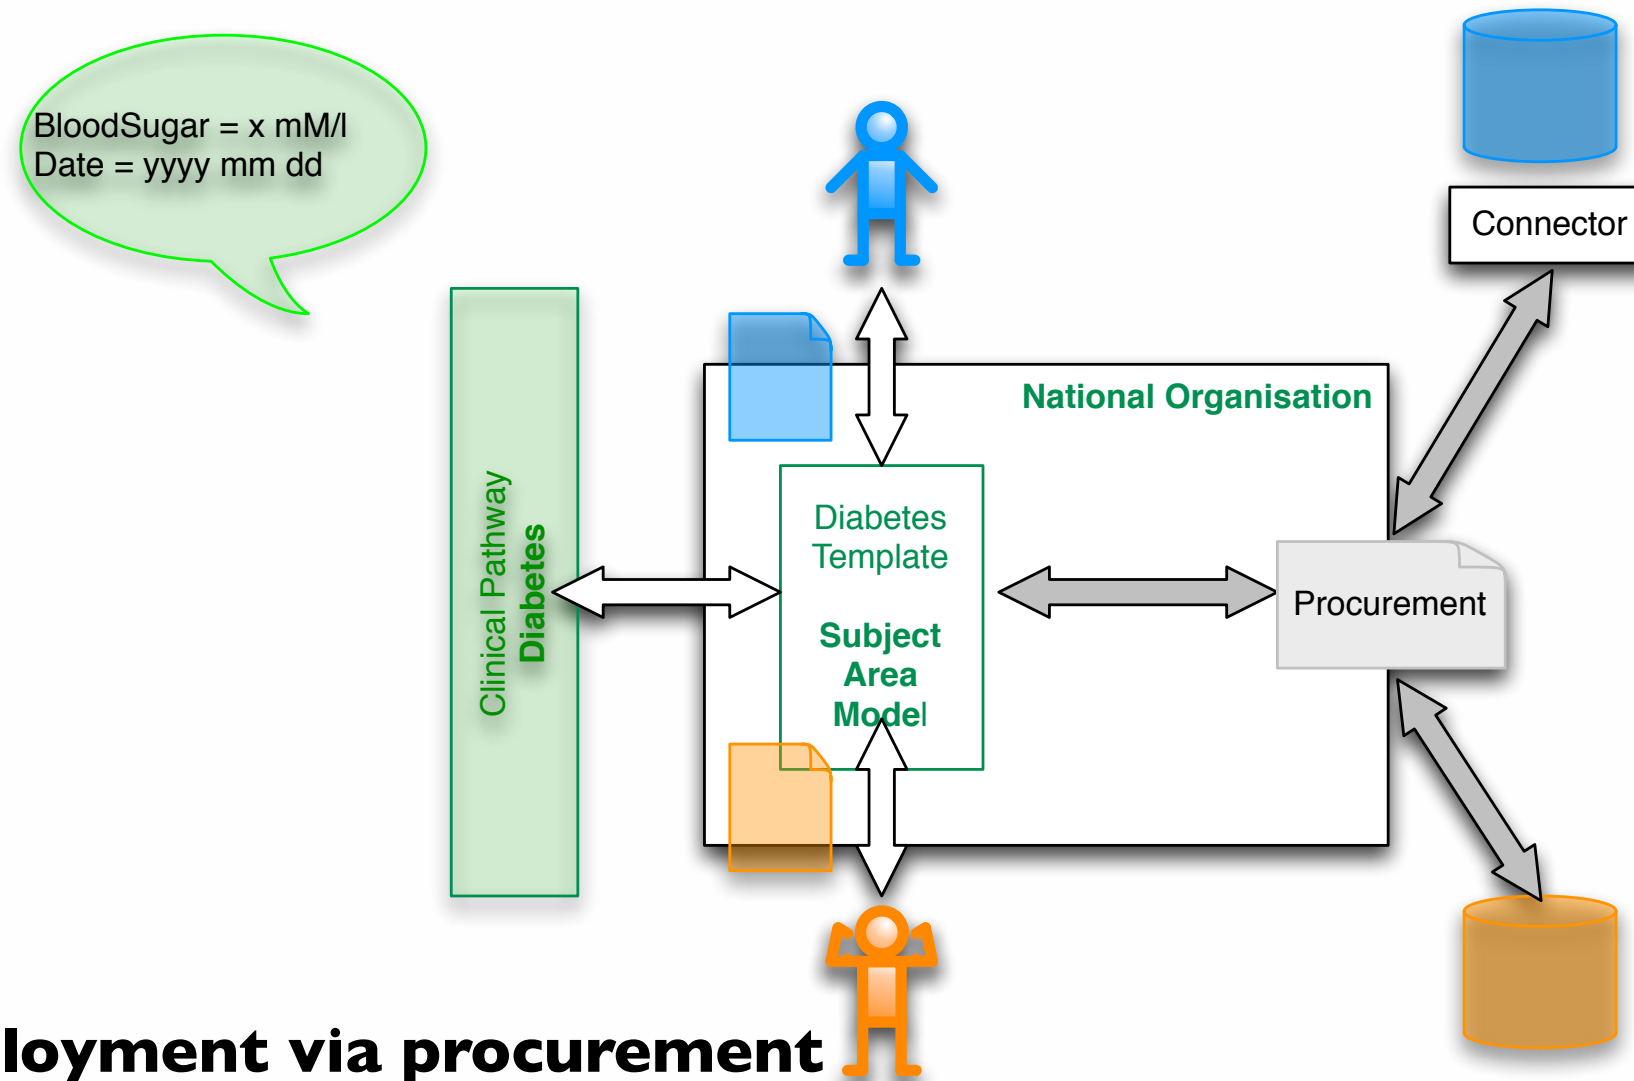 BloodSugar = x mM/l
Date = yyyy mm dd
Connector
National Organisation
Clinical Pathway
Diabetes
Diabetes
Template
Subject
Area
Model
Procurement
loyment via procurement